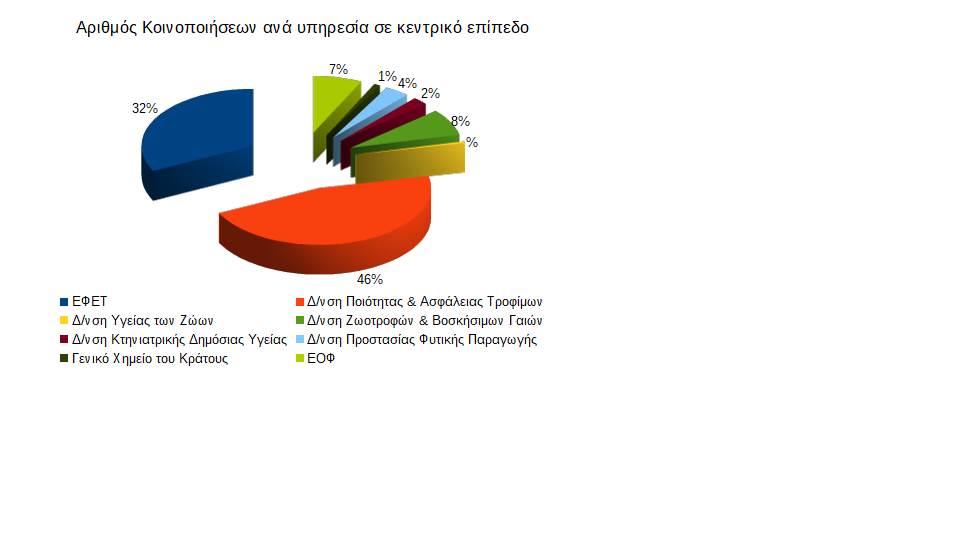 Αριθμός Κοινοποιήσεων ανά υπηρεσία σε κεντρικό επίπεδο
7%
1%
4%
2%
32%
8%
%
46%
ΕΦΕΤ
Δ/νση Ποιότητας & Ασφάλειας Τροφίμων
Δ/νση Υγείας των Ζώων
Δ/νση Ζωοτροφών & Βοσκήσιμων Γαιών
Δ/νση Κτηνιατρικής Δημόσιας Υγείας
Δ/νση Προστασίας Φυτικής Παραγωγής
Γενικό Χημείο του Κράτους
ΕΟΦ